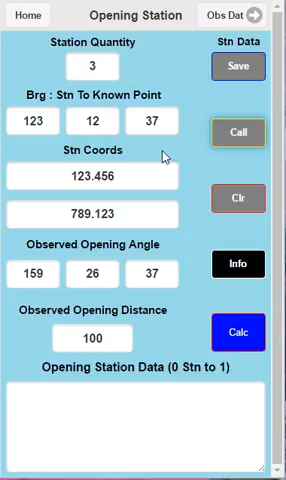 Home Opening Station Obs Dat
Station Quantity Stn Data
3 Save
Brg : Stn To Known Point
123 12 37 Call
Stn Coords
123.456
Clr
789.123
Observed Opening Angle
159 26 37 Info
Observed Opening Distance
100 Calc
Opening Station Data (0 Stn to 1)